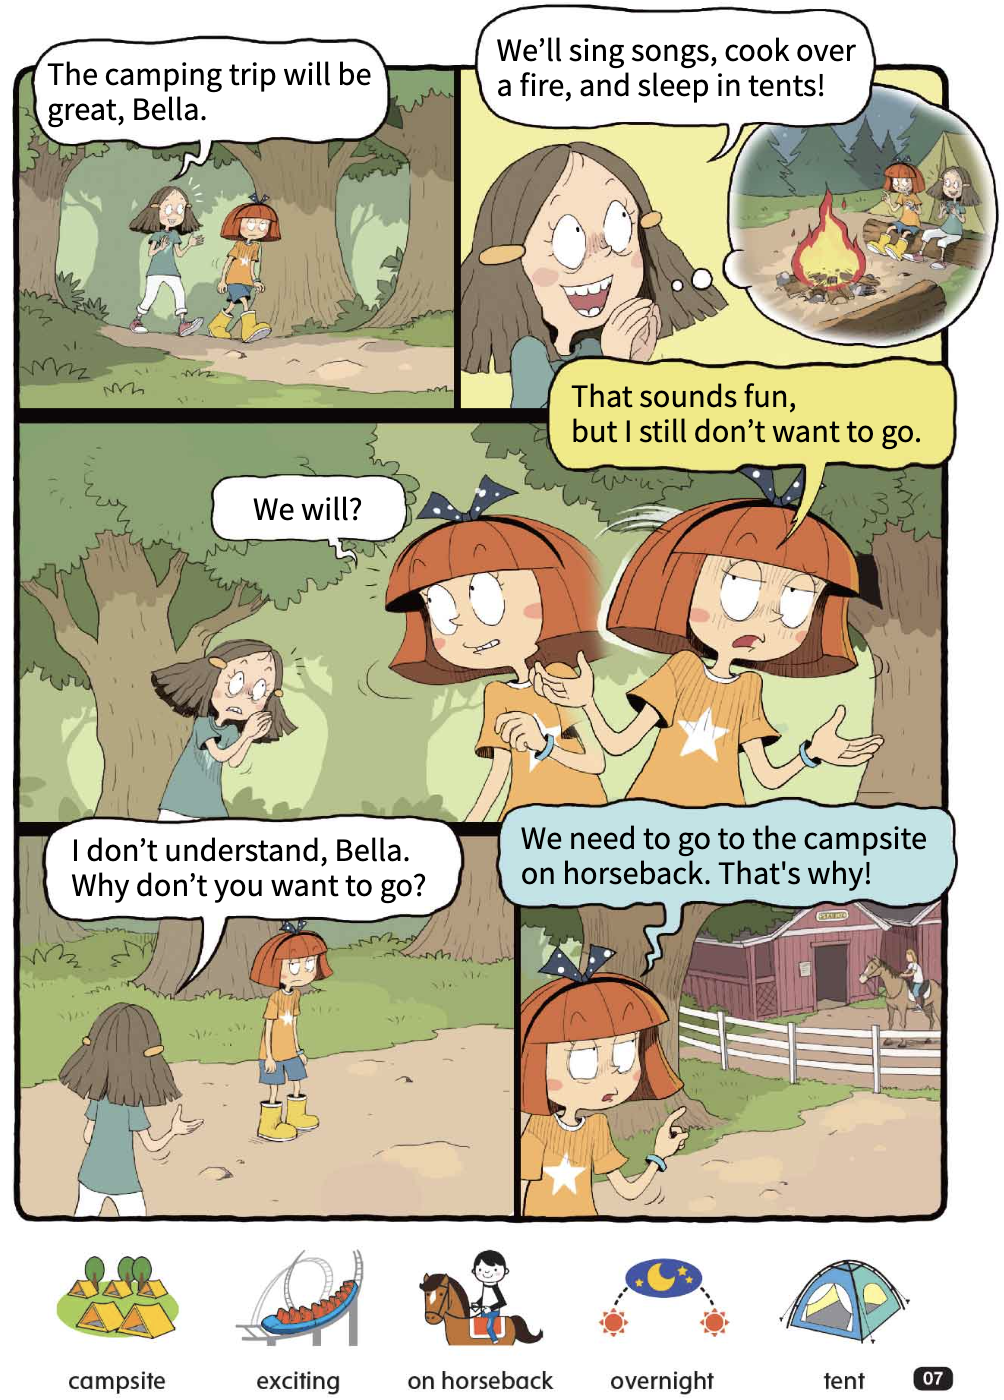 The camping trip will be
great, Bella.
We’ll sing songs, cook over
a fire, and sleep in tents!
That sounds fun,
but I still don’t want to go.
We will?
I don’t understand, Bella.
Why don’t you want to go?
We need to go to the campsite
on horseback. That's why!
campsite
exciting
on horseback
overnight
tent
07